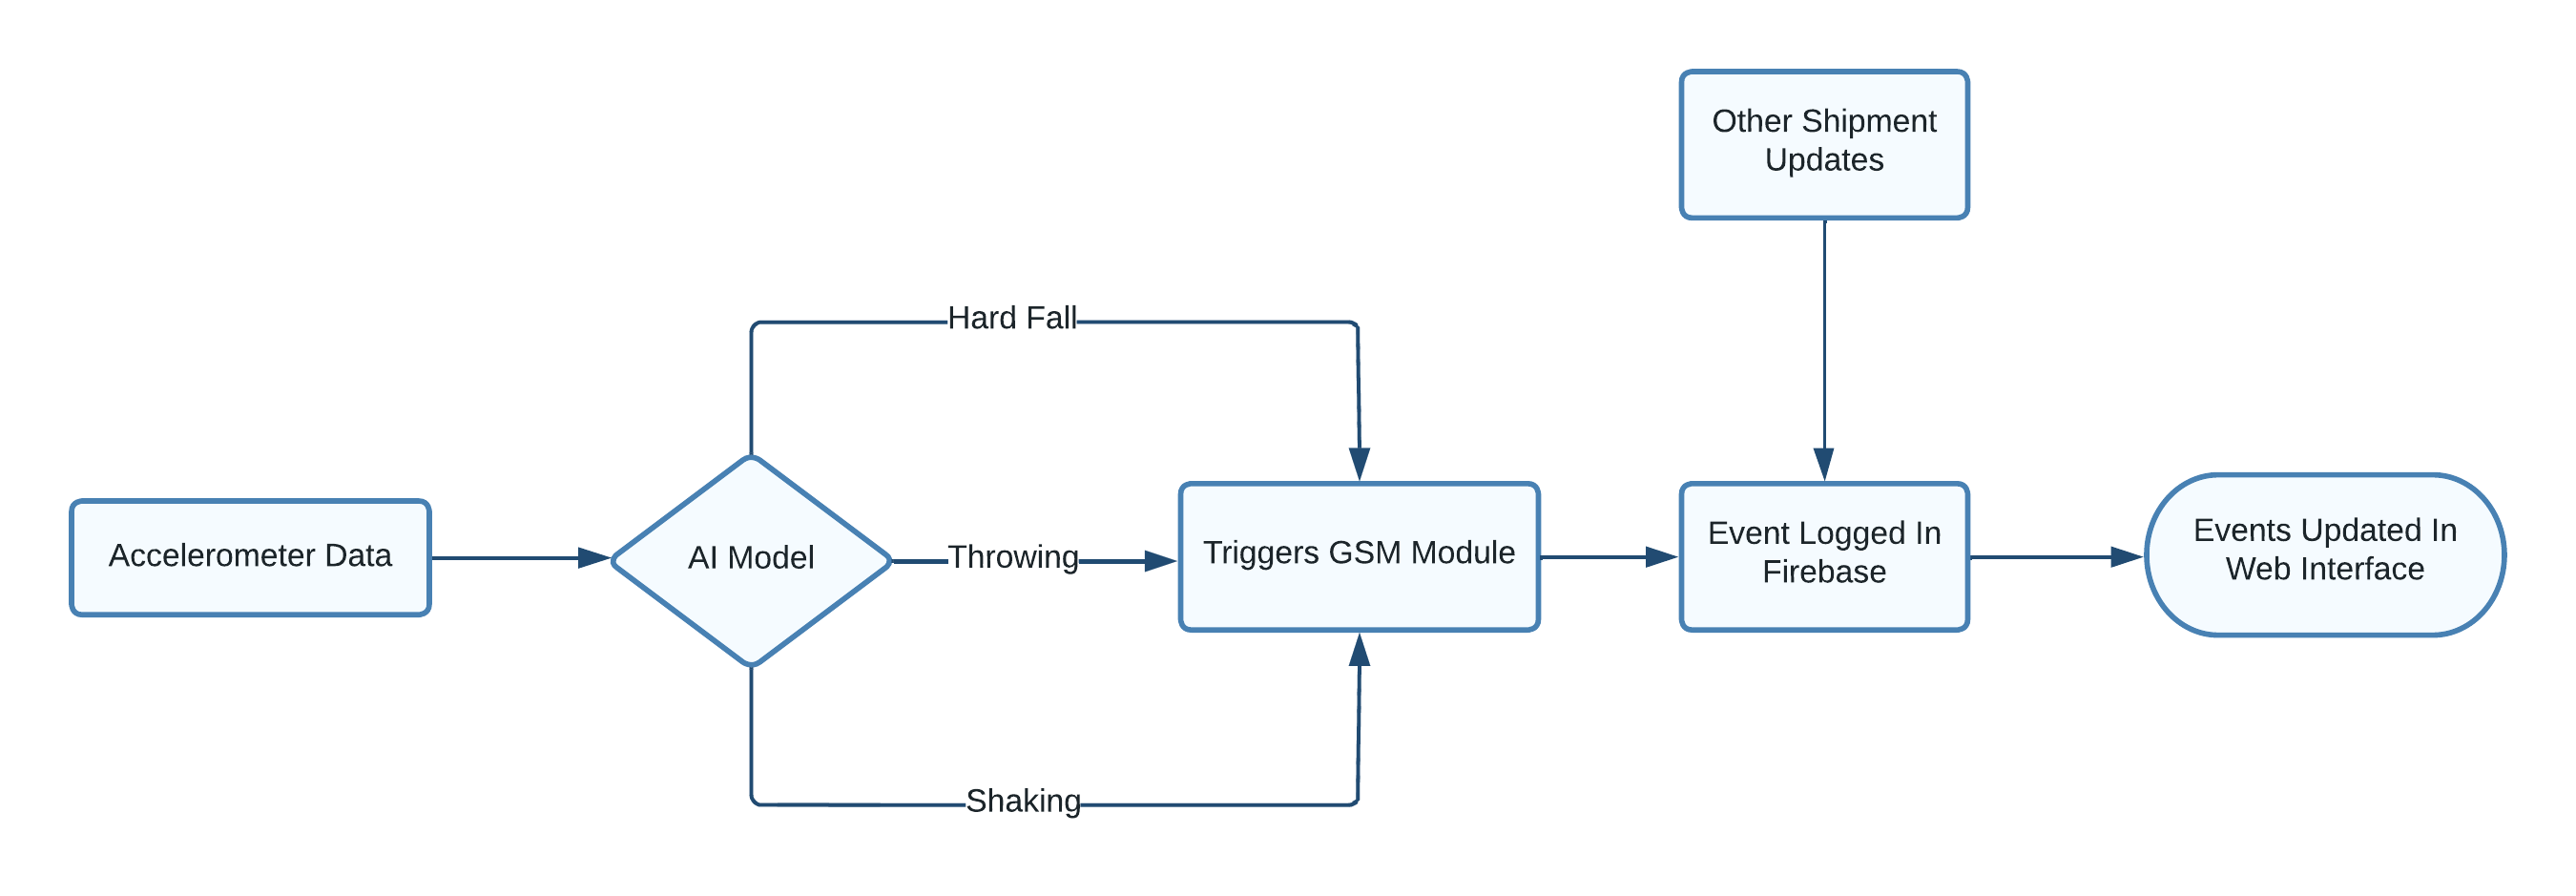 Other Shipment
Updates
Hard Fall
Accelerometer Data
AI Model
Throwing
Triggers GSM Module
Event Logged In
Firebase
Events Updated In
Web Interface
Shaking